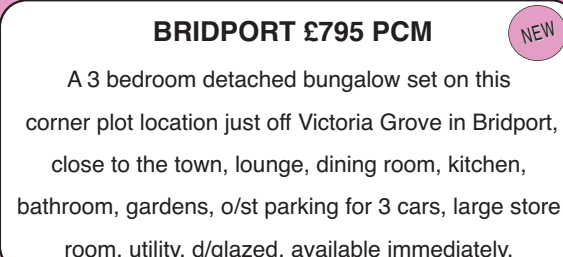 BRIDPORT £795 PCM
NEW
A 3 bedroom detached bungalow set on this
corner plot location just off Victoria Grove in Bridport,
close to the town, lounge, dining room, kitchen,
bathroom, gardens, o/st parking for 3 cars, large store
room, utility, d/glazed, available immediately.